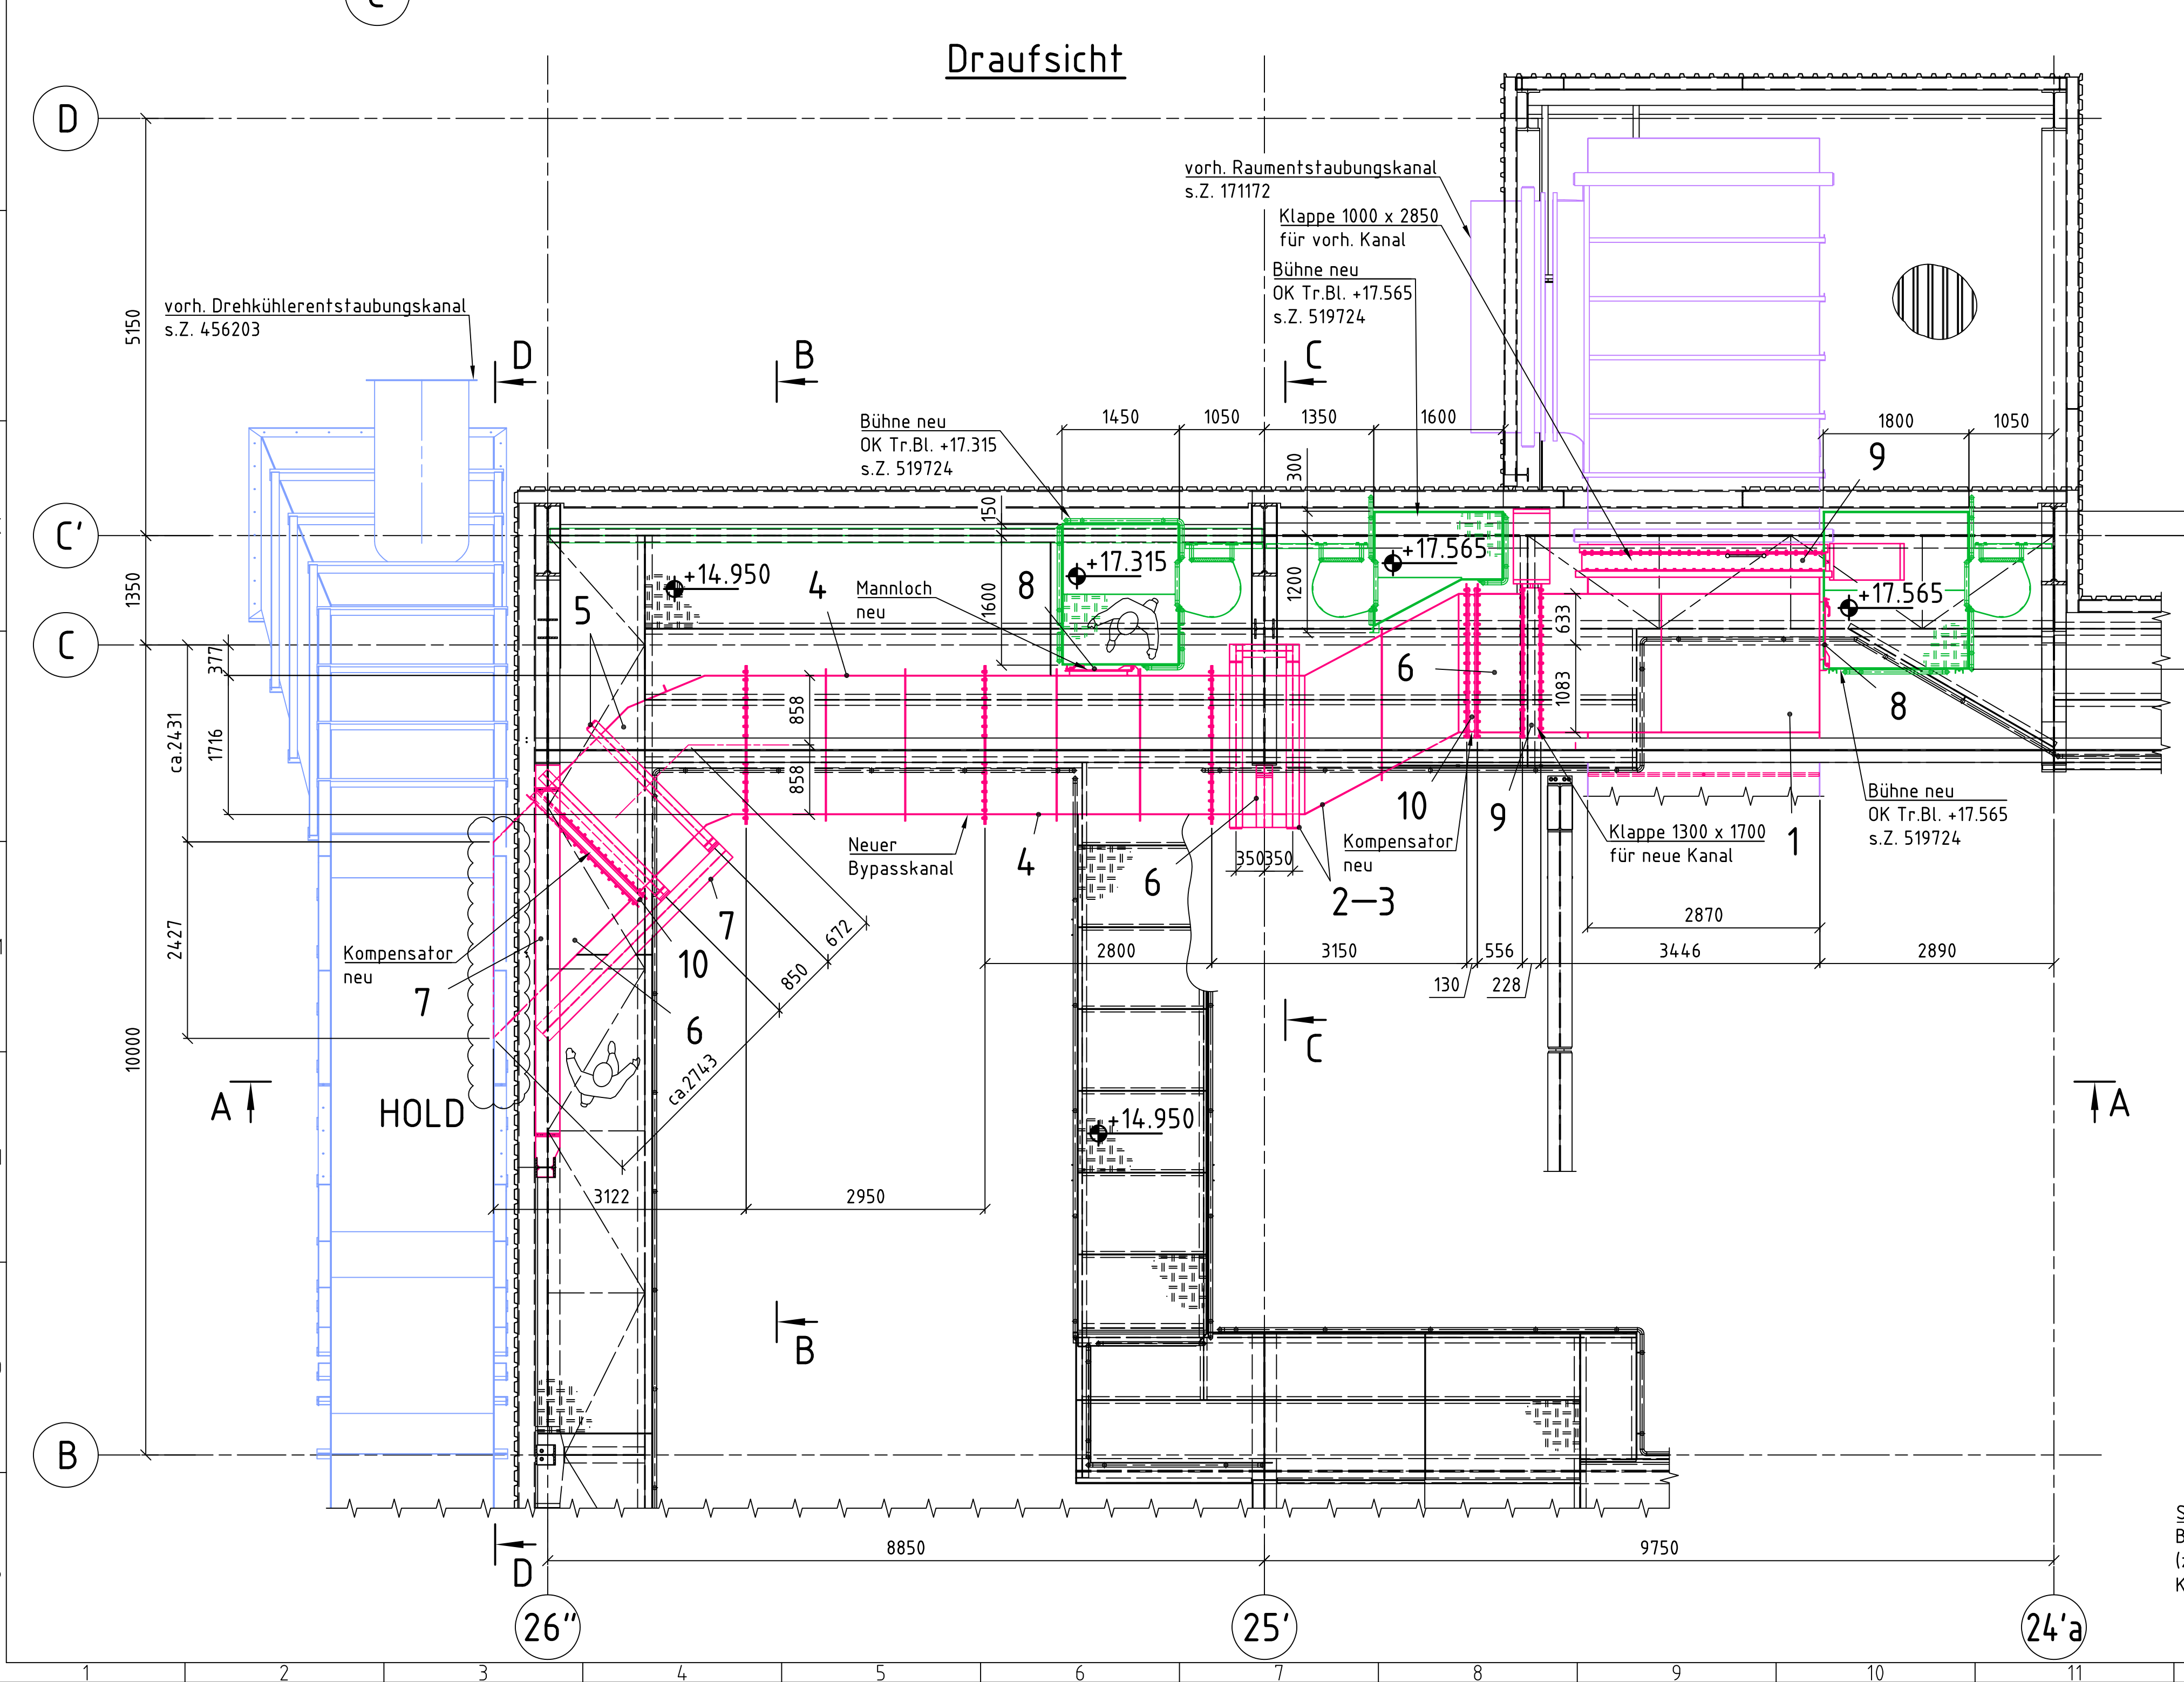 Draufsicht
D
vorh. Raumentstaubungskanal
s.Z. 171172
Klappe 1000 x 2850
für vorh. Kanal
Bühne neu
OK Tr.Bl. +17.565
s.Z. 519724
5150
vorh. Drehkühlerentstaubungskanal
s.Z. 456203
D
B
C
Bühne neu
OK Tr.Bl. +17.315
s.Z. 519724
1450
1050
1350
1600
1800
1050
9
300
150
C'
+14.950
+17.315
+17.565
+17.565
1350
5
4
Mannloch
neu
8
1600
1200
633
C
377
6
1083
8
858
858
ca.2431
1716
10
9
1
Kompensator
neu
Klappe 1300 x 1700
für neue Kanal
Bühne neu
OK Tr.Bl. +17.565
s.Z. 519724
Neuer
Bypasskanal
4
6
350
350
2-3
7
672
2870
2427
Kompensator
neu
7
10
850
6
2800
3150
556
3446
2890
130
228
C
10000
ca.2743
A
HOLD
+14.950
A
3122
2950
B
B
D
8850
9750
26"
25'
24'a
S
B
(z
K
1
2
3
4
5
6
7
8
9
10
11